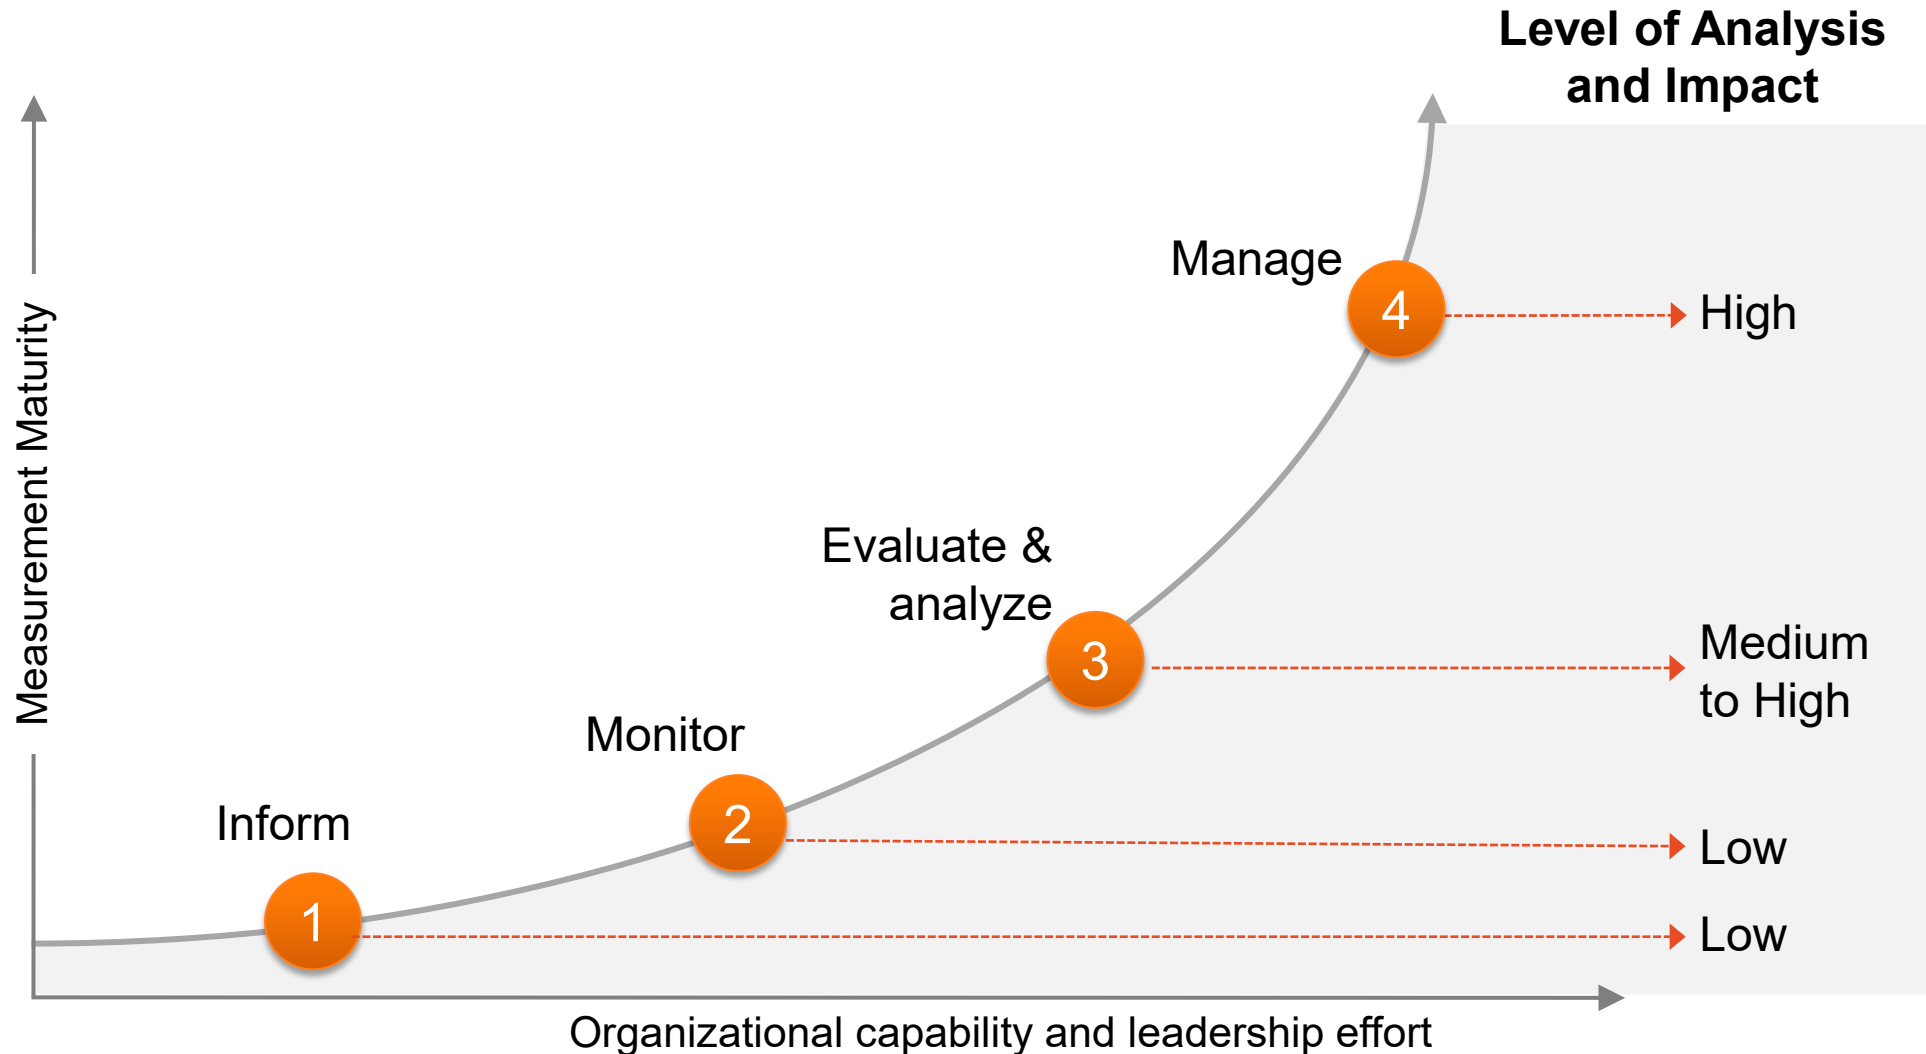 Level of Analysis
and Impact
Measurement Maturity
Manage
4
High
Evaluate &
analyze
3
Medium
to High
Monitor
2
Low
Inform
1
Low
Organizational capability and leadership effort